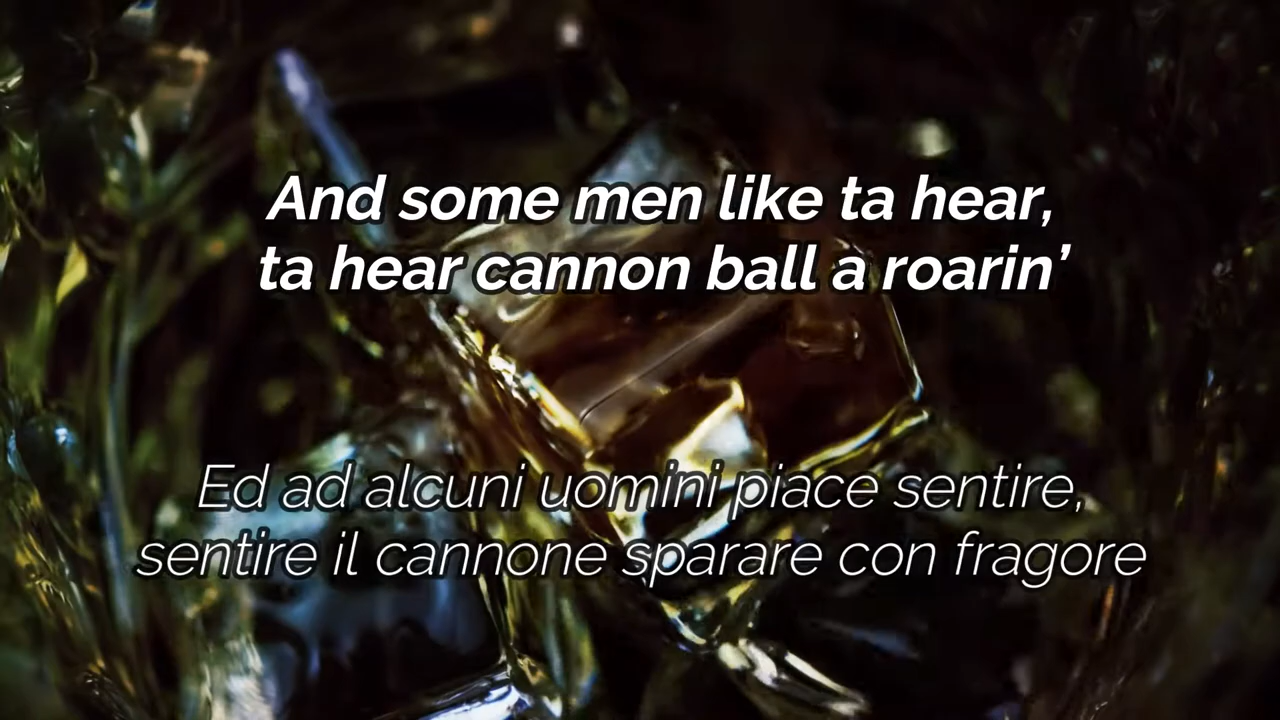 And some men like ta hear,
ta hear cannon ball a roarin’
Ed ad alcuni uomini piace sentire,
sentire il cannone sparare con fragore